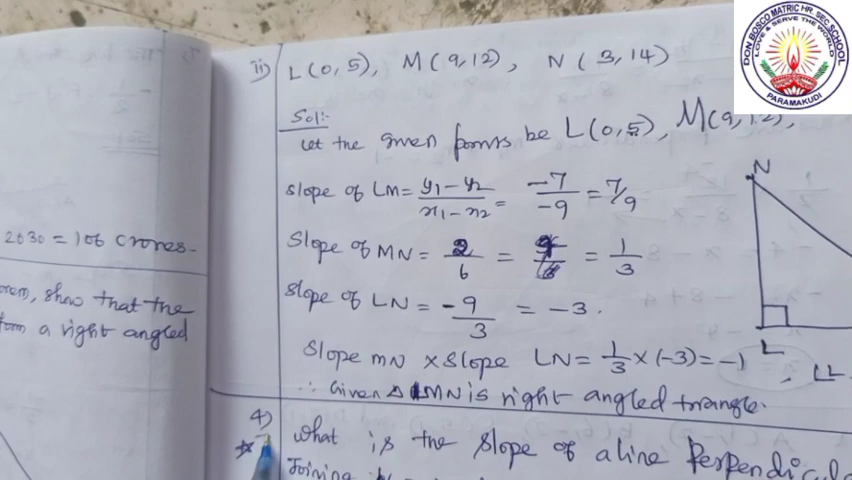 ii) L(0,5), M(9,12), N(3,14)
DON BOSCO MATRIC HR. SEC. SCHOOL
LOVE & SERVE THE WORLD
PARAMAKUDI
Sol:-
Let the given points be L(0,5), M(9,12),
Slope of LM = y1-y2/x1-x2 = -7/-9 = 7/9
N
2030 = 106 crores.
Slope of MN = 2/6 = = 1/3
orem, show that the
form a right angled
Slope of LN = -9/3 = -3.
L
Slope MN x Slope LN = 1/3 x (-3) = -1
∴ Given Δ LMN is right angled triangle.
4)
What is the slope of a line perpendicul
Joining